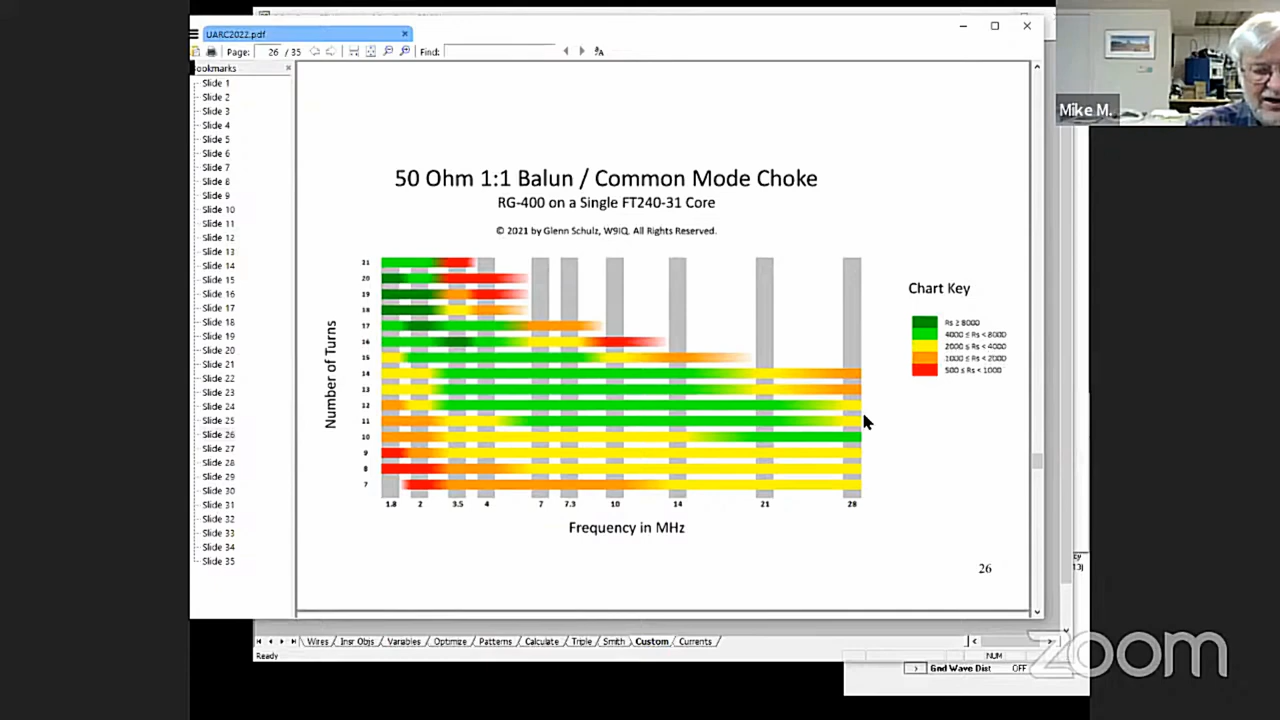 UARC2022.pdf
Page: 26 / 35 Find:
ookmarks
Slide 1
Slide 2
Slide 3
Slide 4
Slide 5
Slide 6
Slide 7
Slide 8
Slide 9
Slide 10
Slide 11
Slide 12
Slide 13
Slide 14
Slide 15
Slide 16
Slide 17
Slide 18
Slide 19
Slide 20
Slide 21
Slide 22
Slide 23
Slide 24
Slide 25
Slide 26
Slide 27
Slide 28
Slide 29
Slide 30
Slide 31
Slide 32
Slide 33
Slide 34
Slide 35
50 Ohm 1:1 Balun / Common Mode Choke
RG-400 on a Single FT240-31 Core
© 2021 by Glenn Schulz, W9IQ. All Rights Reserved.
Number of Turns
21
20
19
18
17
16
15
14
13
12
11
10
9
8
7
1.8 2 3.5 4 7 7.3 10 14 21 28
Frequency in MHz
Chart Key
Rs ≥ 8000
4000 ≤ Rs < 8000
2000 ≤ Rs < 4000
1000 ≤ Rs < 2000
500 ≤ Rs < 1000
26
Mike M.
Wires Insr Objs Variables Optimize Patterns Calculate Triple Smith Custom Currents
Ready NUM
Gnd Wave Dist OFF
zoom